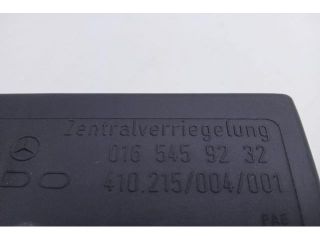 Zentralverriegelung
016 545 92 32
410.215/004/001
PAE